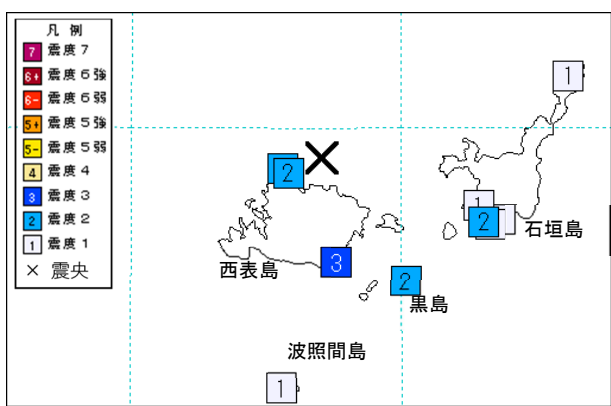 凡 例
7 震度7
6+ 震度6強
6- 震度6弱
5+ 震度5強
5- 震度5弱
4 震度4
3 震度3
2 震度2
1 震度1
× 震央
1
2
1
2
石垣島
3
西表島
2
黒島
波照間島
1